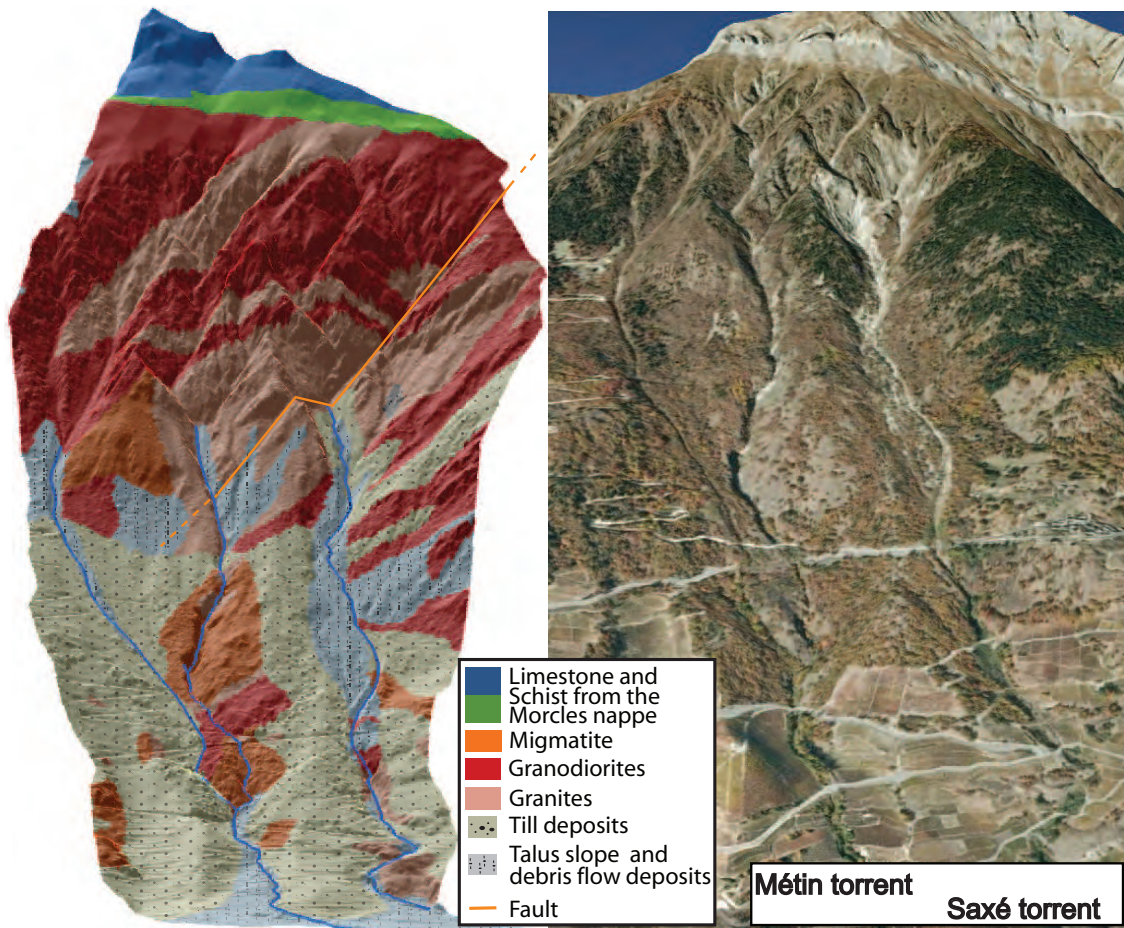 Limestone and
Schist from the
Morcles nappe
Migmatite
Granodiorites
Granites
Till deposits
Talus slope and
debris flow deposits
Fault
Métin torrent
Saxé torrent